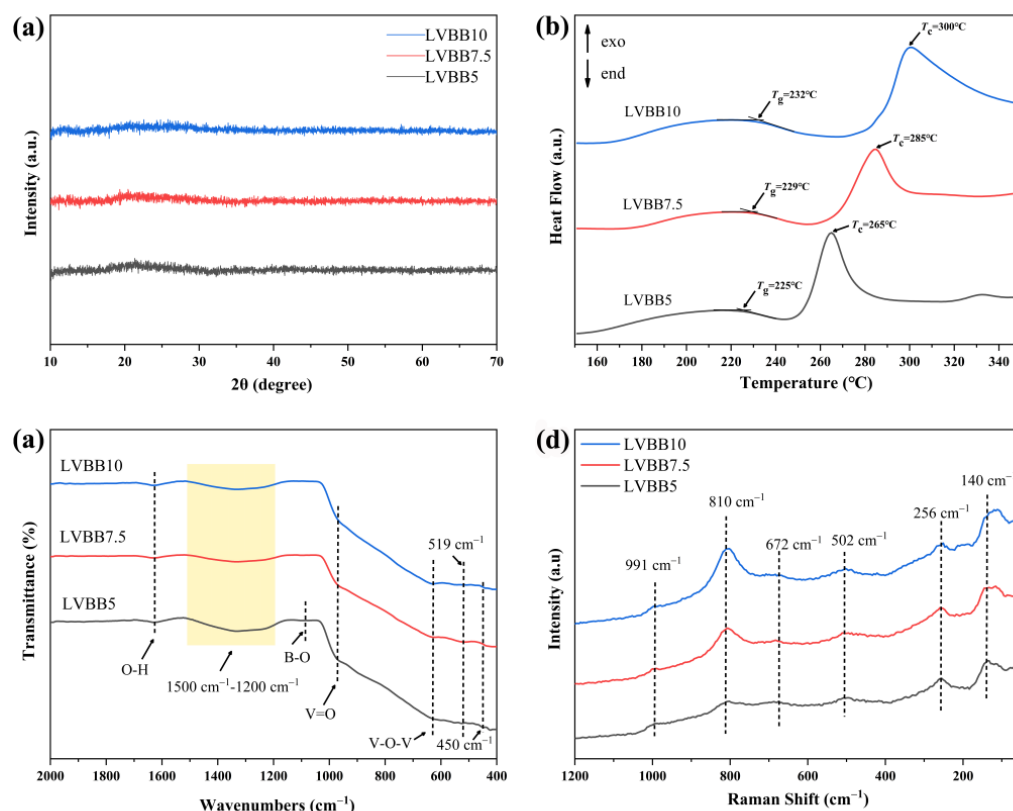 (a)
LVBB10
LVBB7.5
LVBB5
Intensity (a.u.)
10 20 30 40 50 60 70
2θ (degree)
(b)
exo
end
Tc=300℃
LVBB10
Tg=232℃
Tc=285℃
LVBB7.5
Tg=229℃
Tc=265℃
LVBB5
Tg=225℃
Heat Flow (a.u.)
160 180 200 220 240 260 280 300 320 340
Temperature (℃)
(a)
LVBB10
LVBB7.5
519 cm⁻¹
LVBB5
O-H
B-O
1500 cm⁻¹-1200 cm⁻¹
V=O
V-O-V
450 cm⁻¹
Transmittance (%)
2000 1800 1600 1400 1200 1000 800 600 400
Wavenumbers (cm⁻¹)
(d)
LVBB10
LVBB7.5
LVBB5
810 cm⁻¹
140 cm⁻¹
256 cm⁻¹
991 cm⁻¹
672 cm⁻¹
502 cm⁻¹
Intensity (a.u)
1200 1000 800 600 400 200
Raman Shift (cm⁻¹)